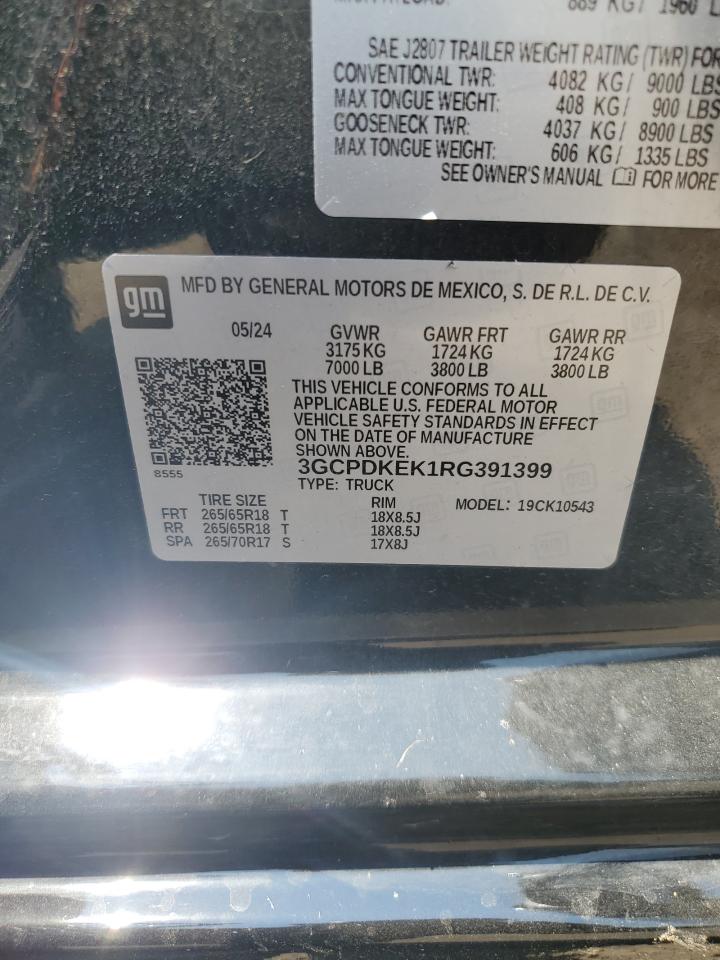 889 KG / 1960 L
SAE J2807 TRAILER WEIGHT RATING (TWR) FOR
CONVENTIONAL TWR: 4082 KG / 9000 LBS
MAX TONGUE WEIGHT: 408 KG / 900 LBS
GOOSENECK TWR: 4037 KG / 8900 LBS
MAX TONGUE WEIGHT: 606 KG / 1335 LBS
SEE OWNER'S MANUAL FOR MORE
gm
MFD BY GENERAL MOTORS DE MEXICO, S. DE R.L. DE C.V.
05/24 GVWR GAWR FRT GAWR RR
3175 KG 1724 KG 1724 KG
7000 LB 3800 LB 3800 LB
THIS VEHICLE CONFORMS TO ALL
APPLICABLE U.S. FEDERAL MOTOR
VEHICLE SAFETY STANDARDS IN EFFECT
ON THE DATE OF MANUFACTURE
SHOWN ABOVE.
8555
3GCPDKEK1RG391399
TYPE: TRUCK
TIRE SIZE RIM MODEL: 19CK10543
FRT 265/65R18 T 18X8.5J
RR 265/65R18 T 18X8.5J
SPA 265/70R17 S 17X8J